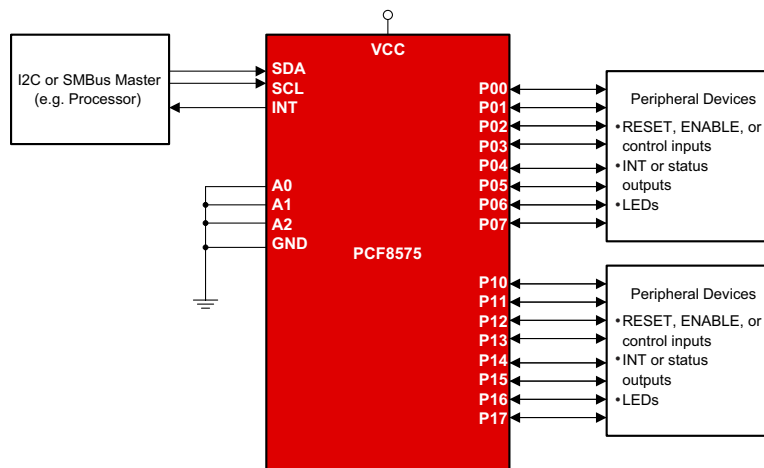 I2C or SMBus Master
(e.g. Processor)
VCC
SDA
SCL
INT
A0
A1
A2
GND
PCF8575
P00
P01
P02
P03
P04
P05
P06
P07
P10
P11
P12
P13
P14
P15
P16
P17
Peripheral Devices
• RESET, ENABLE, or
control inputs
• INT or status
outputs
• LEDs
Peripheral Devices
• RESET, ENABLE, or
control inputs
• INT or status
outputs
• LEDs